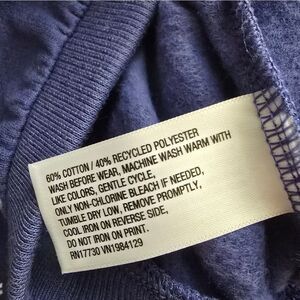 60% COTTON / 40% RECYCLED POLYESTER
WASH BEFORE WEAR, MACHINE WASH WARM WITH
LIKE COLORS, GENTLE CYCLE,
ONLY NON-CHLORINE BLEACH IF NEEDED,
TUMBLE DRY LOW, REMOVE PROMPTLY,
COOL IRON ON REVERSE SIDE,
DO NOT IRON ON PRINT.
RN17730 VN1984129